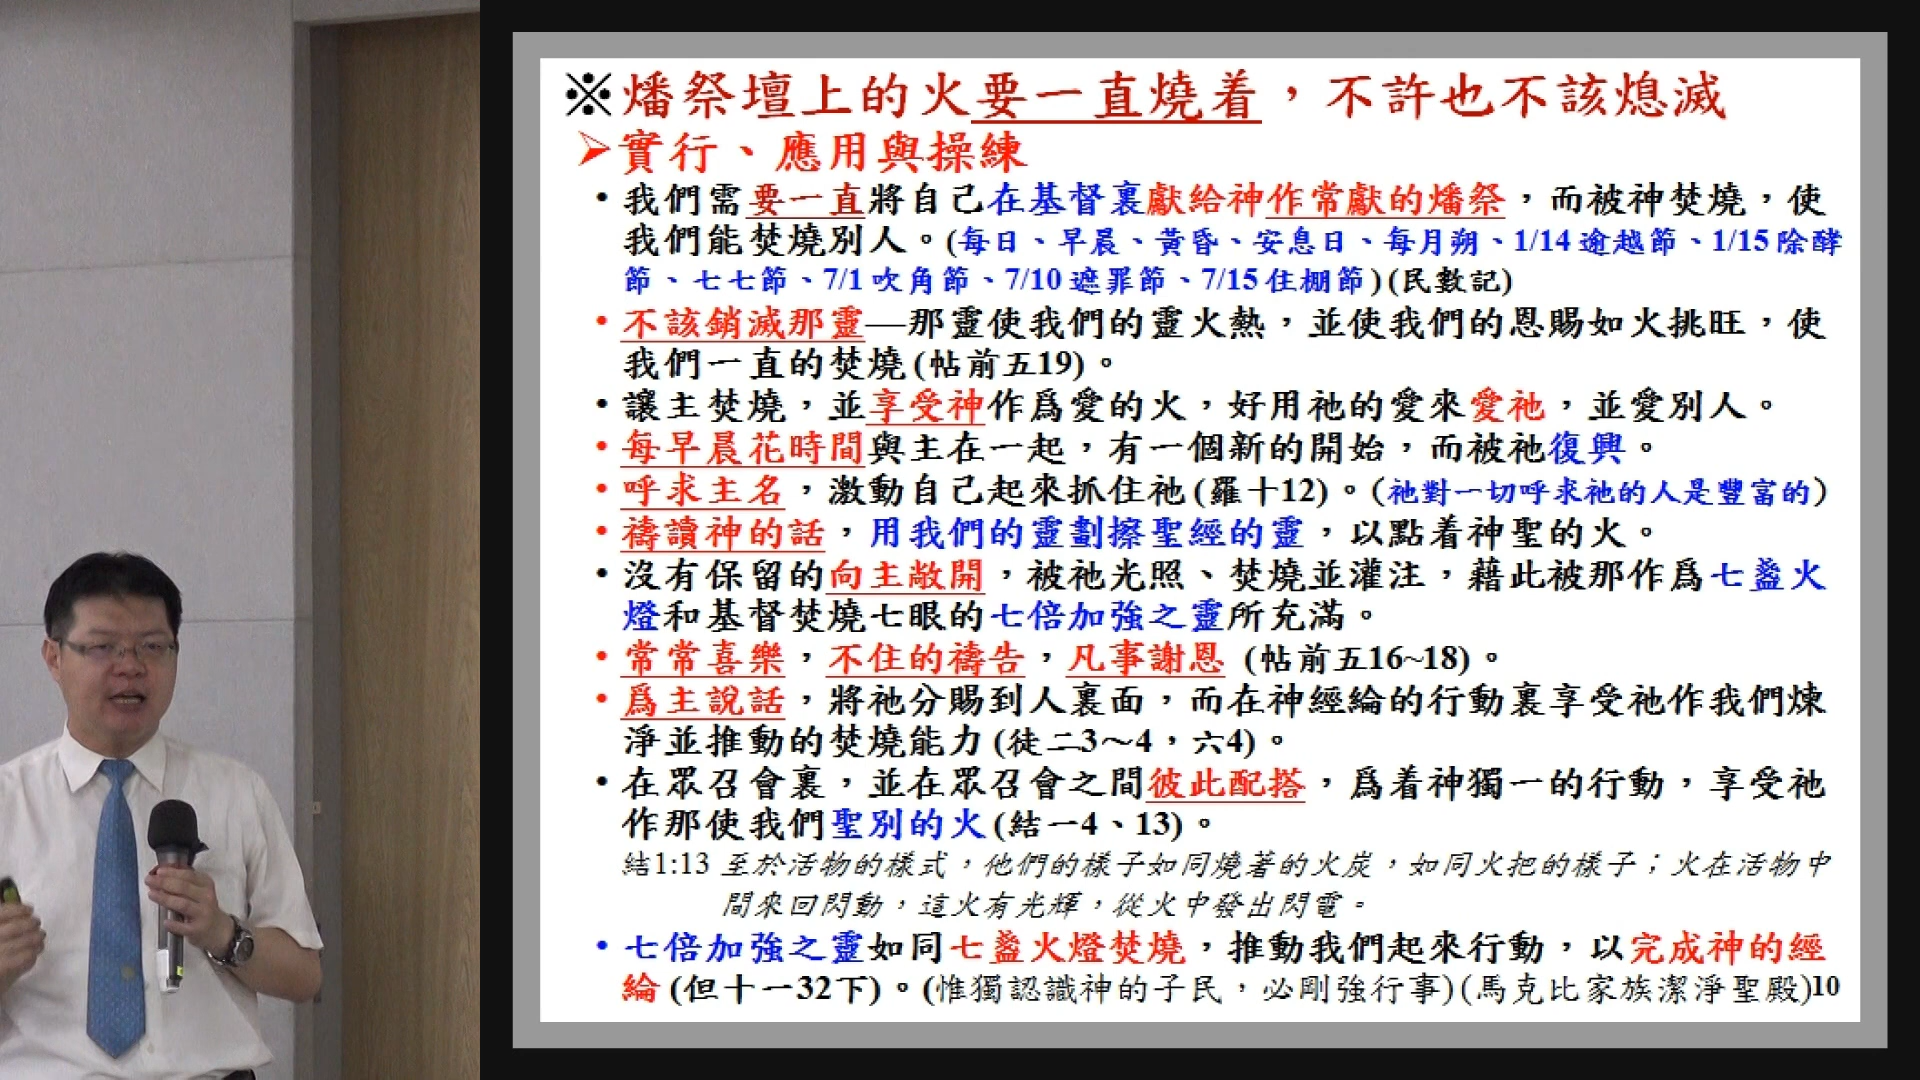 ※燔祭壇上的火要一直燒着，不許也不該熄滅
➢實行、應用與操練
•我們需要一直將自己在基督裏獻給神作常獻的燔祭，而被神焚燒，使
我們能焚燒別人。(每日、早晨、黃昏、安息日、每月朔、1/14逾越節、1/15除酵
節、七七節、7/1吹角節、7/10遮罪節、7/15住棚節)(民數記)
•不該銷滅那靈—那靈使我們的靈火熱，並使我們的恩賜如火挑旺，使
我們一直的焚燒(帖前五19)。
•讓主焚燒，並享受神作爲愛的火，好用祂的愛來愛祂，並愛別人。
•每早晨花時間與主在一起，有一個新的開始，而被祂復興。
•呼求主名，激動自己起來抓住祂(羅十12)。(祂對一切呼求祂的人是豐富的)
•禱讀神的話，用我們的靈劃擦聖經的靈，以點着神聖的火。
•沒有保留的向主敞開，被祂光照、焚燒並灌注，藉此被那作爲七盞火
燈和基督焚燒七眼的七倍加強之靈所充滿。
•常常喜樂，不住的禱告，凡事謝恩 (帖前五16~18)。
•爲主說話，將祂分賜到人裏面，而在神經綸的行動裏享受祂作我們煉
淨並推動的焚燒能力(徒二3～4，六4)。
•在眾召會裏，並在眾召會之間彼此配搭，爲着神獨一的行動，享受祂
作那使我們聖別的火(結一4、13)。
結1:13 至於活物的樣式，他們的樣子如同燒著的火炭，如同火把的樣子；火在活物中
間來回閃動，這火有光輝，從火中發出閃電。
•七倍加強之靈如同七盞火燈焚燒，推動我們起來行動，以完成神的經
綸(但十一32下)。(惟獨認識神的子民，必剛強行事)(馬克比家族潔淨聖殿)10